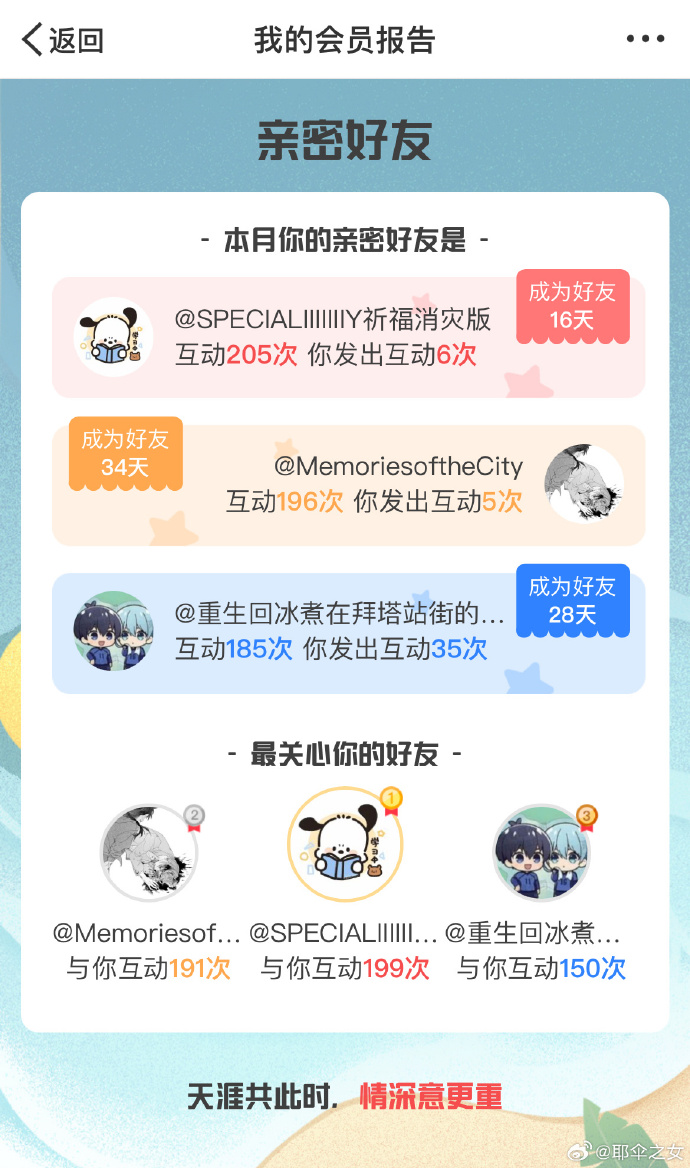 返回
我的会员报告
亲密好友
- 本月你的亲密好友是 -
成为好友
16天
@SPECIALIIIIIIIY祈福消灾版
互动205次 你发出互动6次
成为好友
34天
@MemoriesoftheCity
互动196次 你发出互动5次
成为好友
28天
@重生回冰煮在拜塔站街的...
互动185次 你发出互动35次
- 最关心你的好友 -
2
1
3
学习中
@Memoriesof...
@SPECIALIIIIII...
@重生回冰煮...
与你互动191次
与你互动199次
与你互动150次
天涯共此时,情深意更重
@耶伞之女